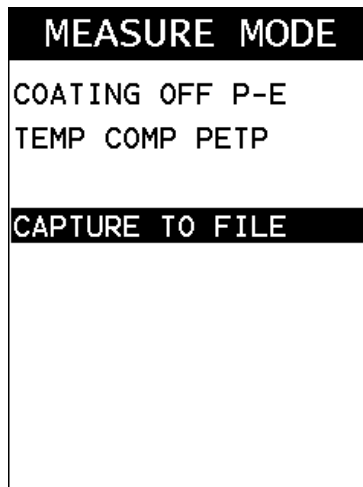 MEASURE MODE
COATING OFF P-E
TEMP COMP PETP
CAPTURE TO FILE